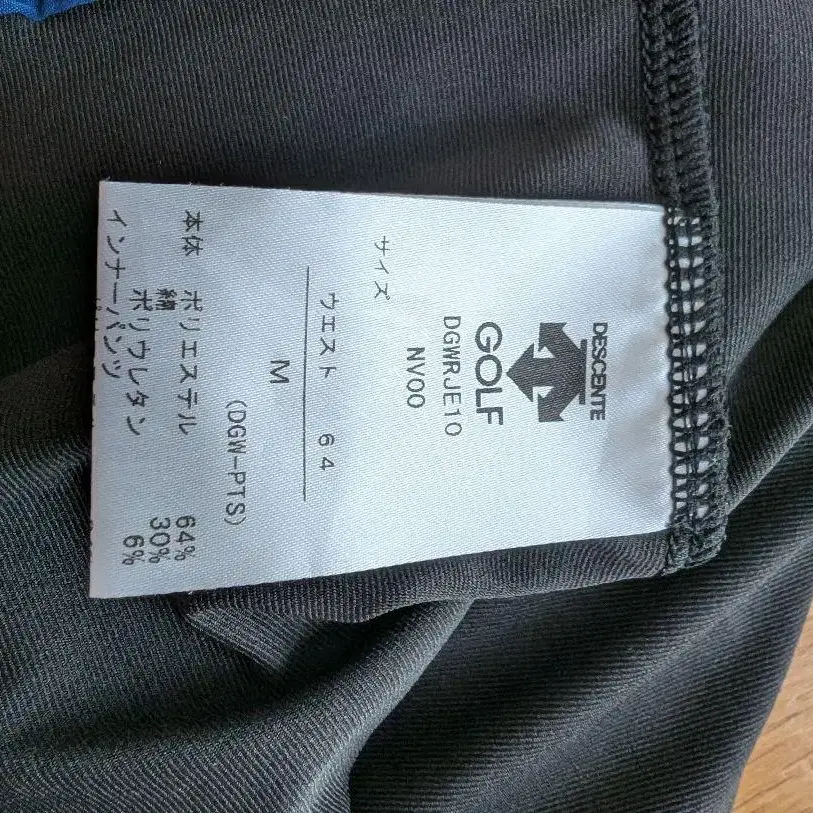 DESCENTE
GOLF
DGWRJE10
NV00
サイズ
ウエスト 64
M
(DGW-PTS)
本体 ポリエステル 64%
綿 30%
ポリウレタン 6%
インナーパンツ